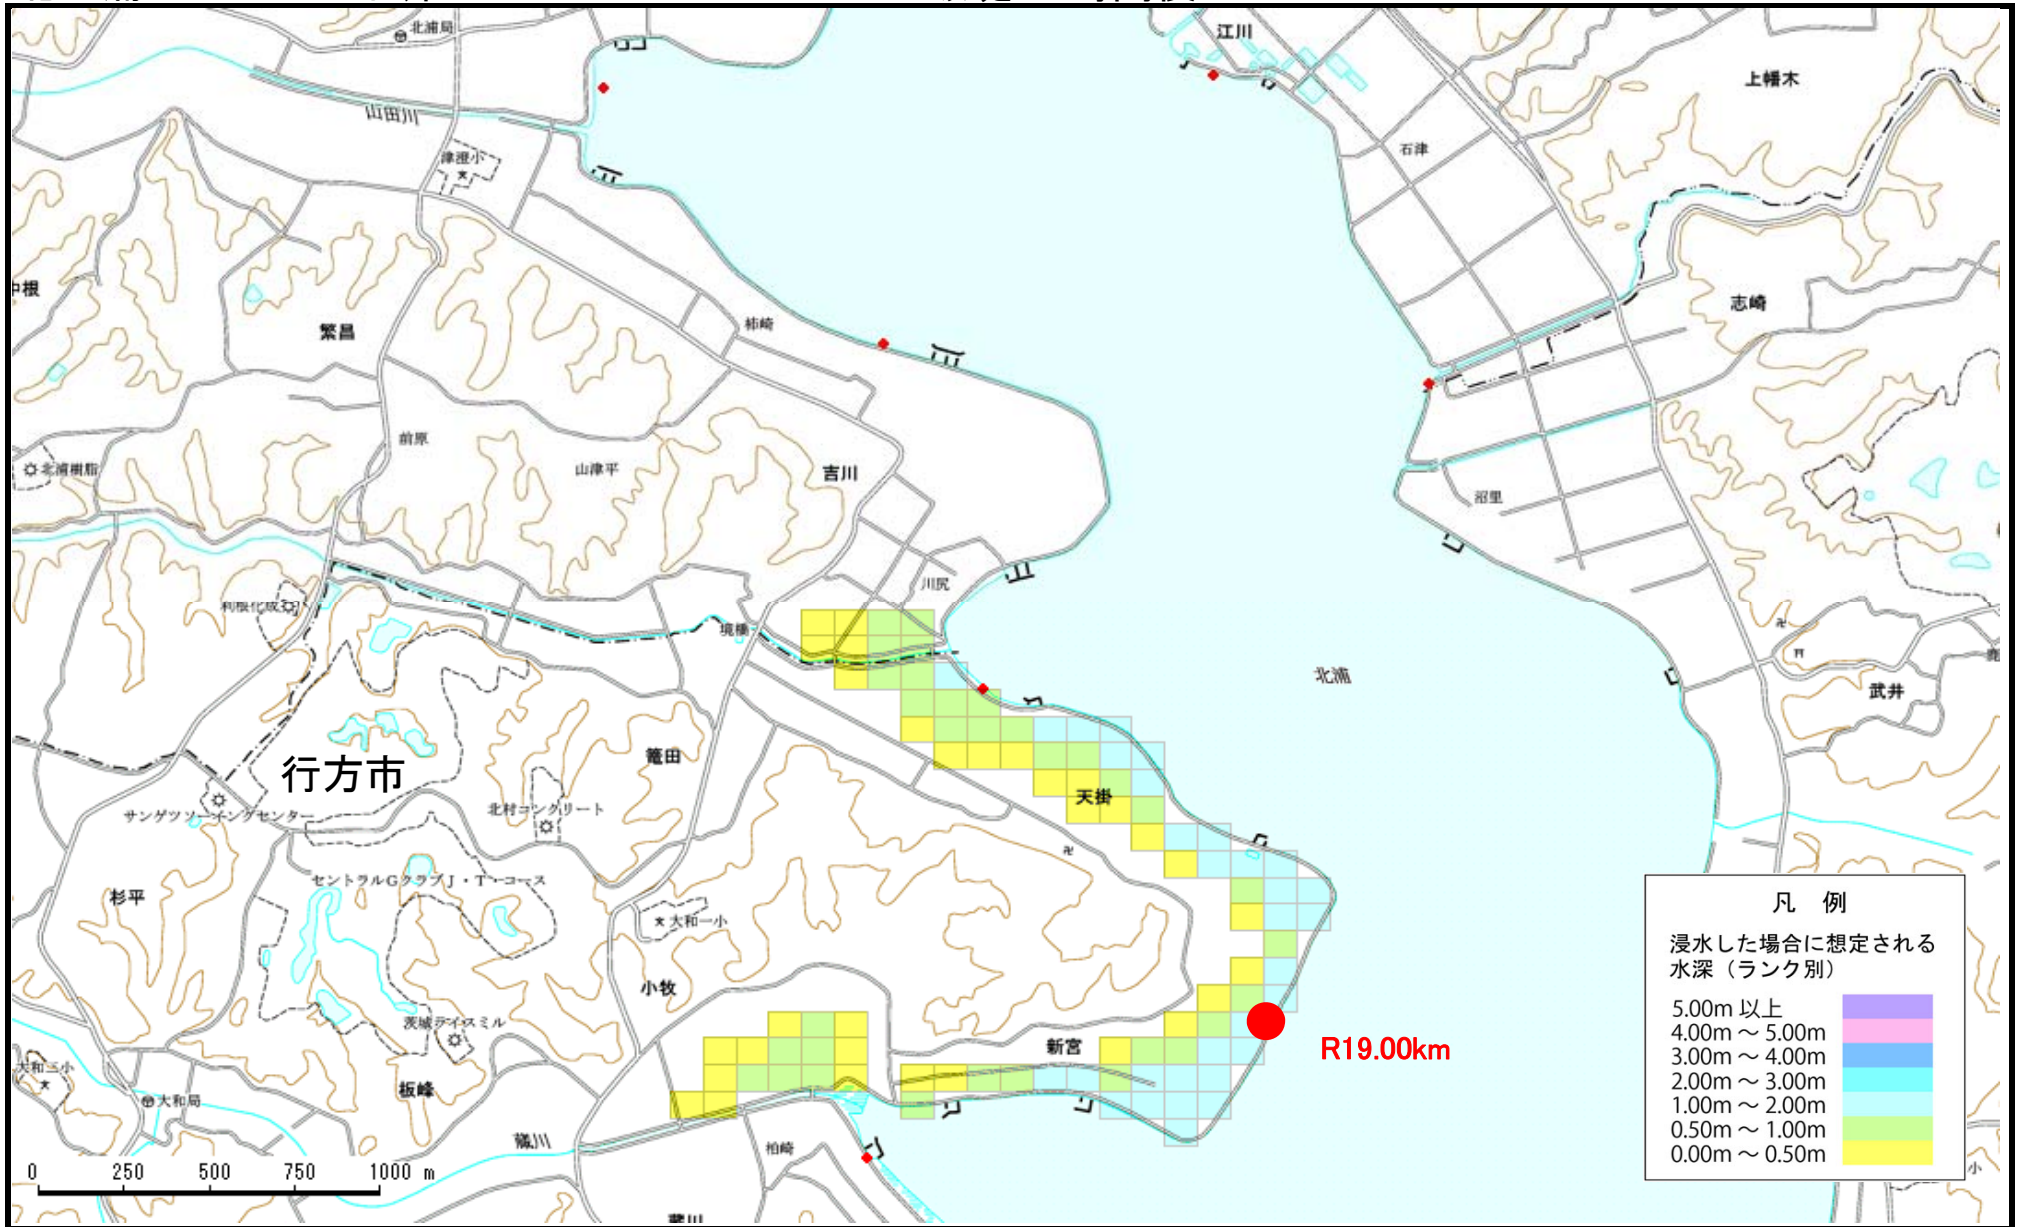 北浦局
江川
上幡木
山田川
津澄小
石津
中根
繁昌
柿崎
志崎
前原
北浦樹脂
山津平
吉川
沼里
川尻
利根化成
境橋
北浦
武井
行方市
篭田
天掛
サンゲツソーイングセンター
北村コンクリート
セントラルGクラブJ・T・コース
杉平
大和一小
小牧
茨城ライスミル
新宮
R19.00km
大和二小
大和局
板峰
蔵川
柏崎
蔵川
小
0 250 500 750 1000 m
凡 例
浸水した場合に想定される
水深（ランク別）
5.00m 以上
4.00m ～ 5.00m
3.00m ～ 4.00m
2.00m ～ 3.00m
1.00m ～ 2.00m
0.50m ～ 1.00m
0.00m ～ 0.50m